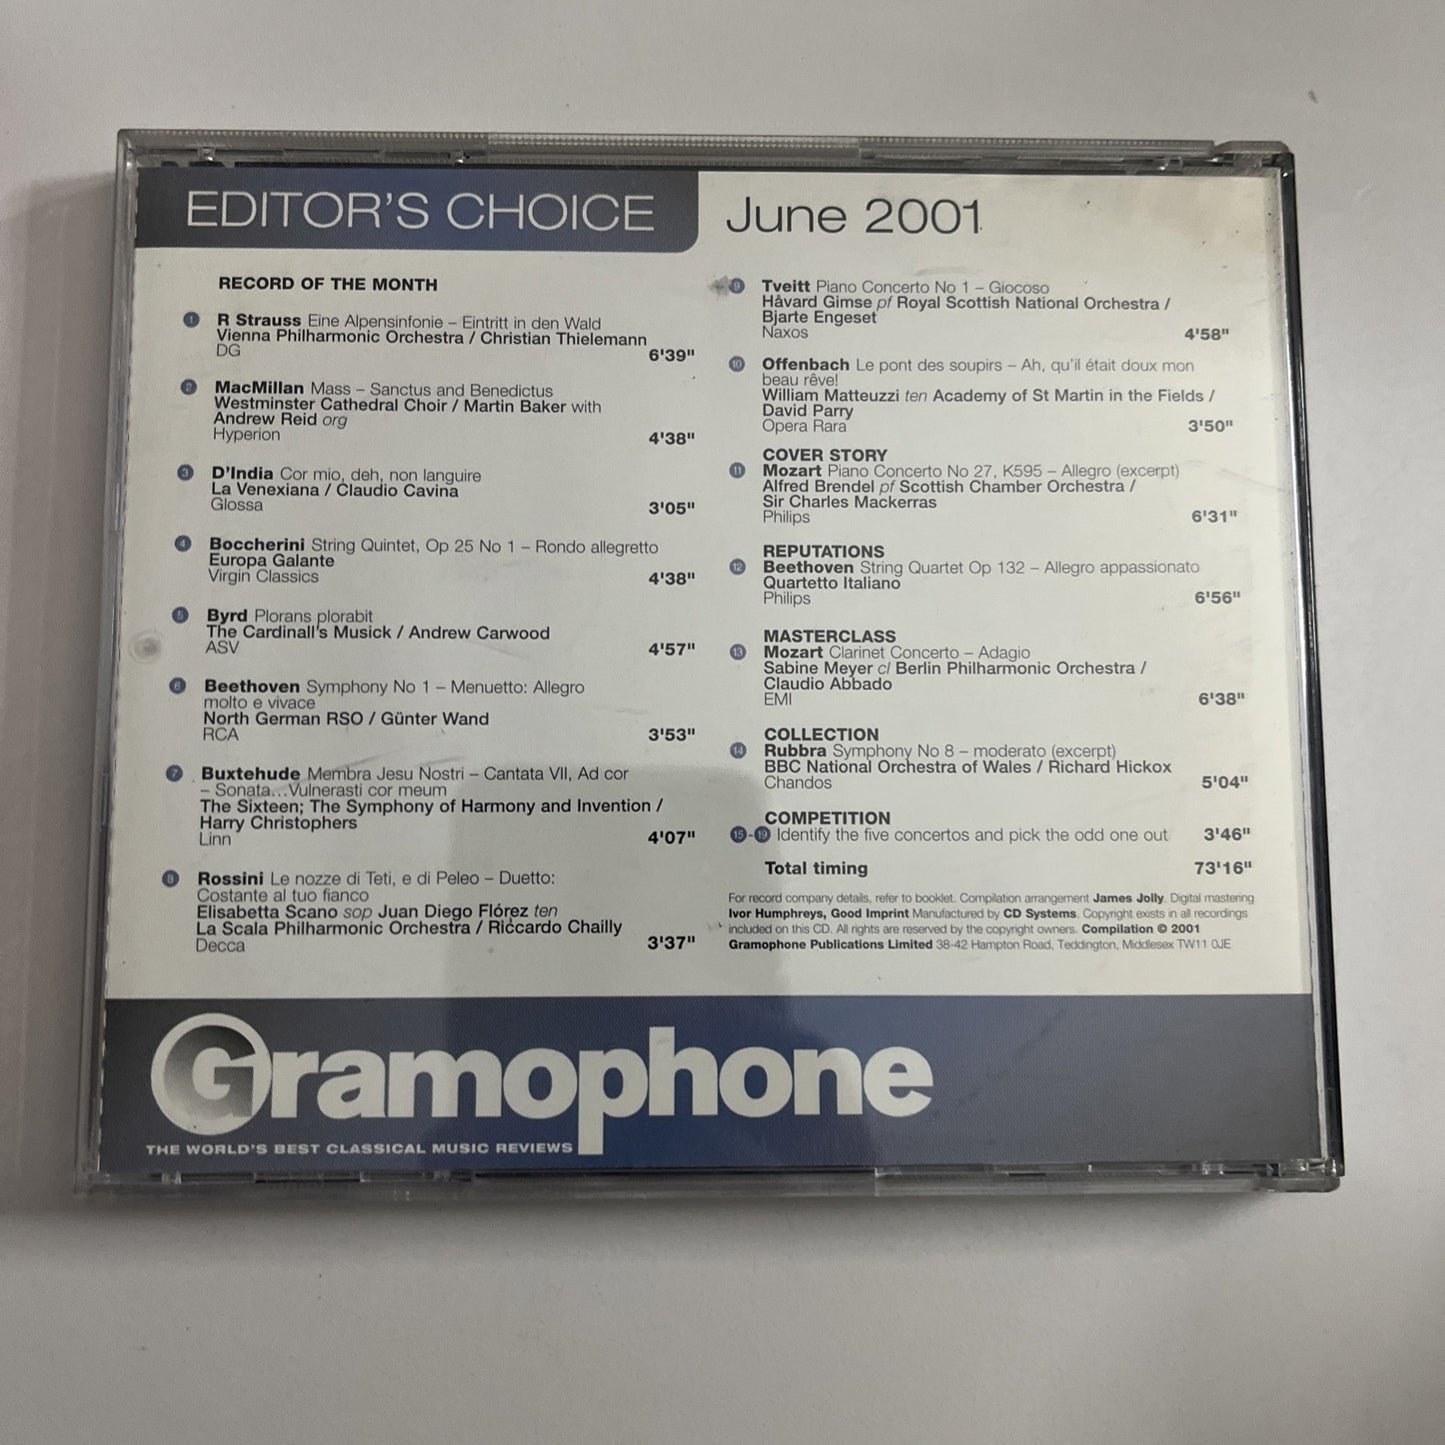 EDITOR'S CHOICE
June 2001
RECORD OF THE MONTH
1 R Strauss Eine Alpensinfonie – Eintritt in den Wald
Vienna Philharmonic Orchestra / Christian Thielemann
DG 6'39"
2 MacMillan Mass – Sanctus and Benedictus
Westminster Cathedral Choir / Martin Baker with
Andrew Reid org
Hyperion 4'38"
3 D'India Cor mio, deh, non languire
La Venexiana / Claudio Cavina
Glossa 3'05"
4 Boccherini String Quintet, Op 25 No 1 – Rondo allegretto
Europa Galante
Virgin Classics 4'38"
5 Byrd Plorans plorabit
The Cardinall's Musick / Andrew Carwood
ASV 4'57"
6 Beethoven Symphony No 1 – Menuetto: Allegro
molto e vivace
North German RSO / Günter Wand
RCA 3'53"
7 Buxtehude Membra Jesu Nostri – Cantata VII, Ad cor
– Sonata...Vulnerasti cor meum
The Sixteen; The Symphony of Harmony and Invention /
Harry Christophers
Linn 4'07"
8 Rossini Le nozze di Teti, e di Peleo – Duetto:
Costante al tuo fianco
Elisabetta Scano sop Juan Diego Flórez ten
La Scala Philharmonic Orchestra / Riccardo Chailly
Decca 3'37"
9 Tveitt Piano Concerto No 1 – Giocoso
Håvard Gimse pf Royal Scottish National Orchestra /
Bjarte Engeset
Naxos 4'58"
10 Offenbach Le pont des soupirs – Ah, qu'il était doux mon
beau rêve!
William Matteuzzi ten Academy of St Martin in the Fields /
David Parry
Opera Rara 3'50"
COVER STORY
11 Mozart Piano Concerto No 27, K595 – Allegro (excerpt)
Alfred Brendel pf Scottish Chamber Orchestra /
Sir Charles Mackerras
Philips 6'31"
REPUTATIONS
12 Beethoven String Quartet Op 132 – Allegro appassionato
Quartetto Italiano
Philips 6'56"
MASTERCLASS
13 Mozart Clarinet Concerto – Adagio
Sabine Meyer cl Berlin Philharmonic Orchestra /
Claudio Abbado
EMI 6'38"
COLLECTION
14 Rubbra Symphony No 8 – moderato (excerpt)
BBC National Orchestra of Wales / Richard Hickox
Chandos 5'04"
COMPETITION
15-19 Identify the five concertos and pick the odd one out 3'46"
Total timing 73'16"
For record company details, refer to booklet. Compilation arrangement James Jolly. Digital mastering
Ivor Humphreys, Good Imprint Manufactured by CD Systems. Copyright exists in all recordings
included on this CD. All rights are reserved by the copyright owners. Compilation © 2001
Gramophone Publications Limited 38-42 Hampton Road, Teddington, Middlesex TW11 0JE
Gramophone
THE WORLD'S BEST CLASSICAL MUSIC REVIEWS